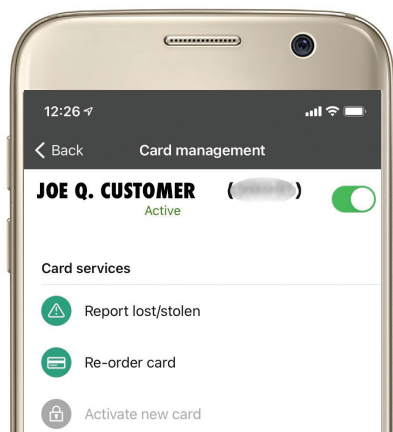 12:26
Back Card management
JOE Q. CUSTOMER ( )
Active
Card services
Report lost/stolen
Re-order card
Activate new card